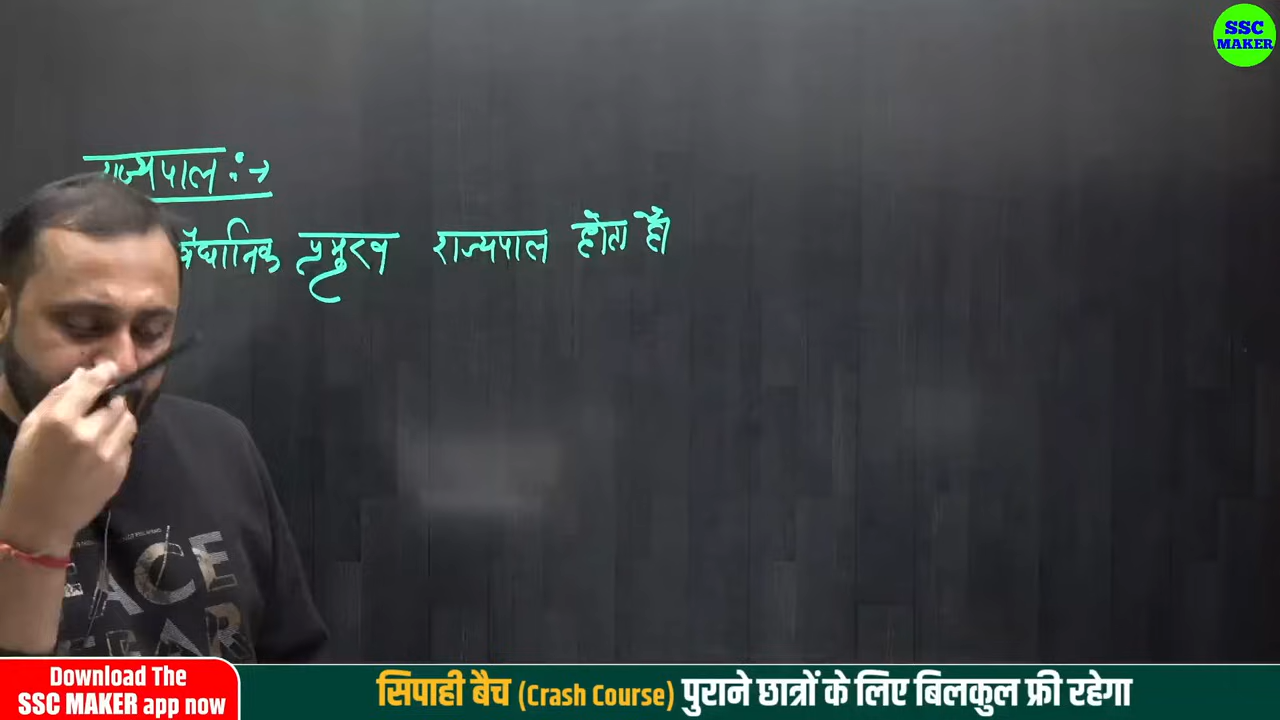 SSC
MAKER
राज्यपाल :→
वैधानिक प्रमुख राज्यपाल होता है।
Download The
SSC MAKER app now
सिपाही बैच (Crash Course) पुराने छात्रों के लिए बिलकुल फ्री रहेगा